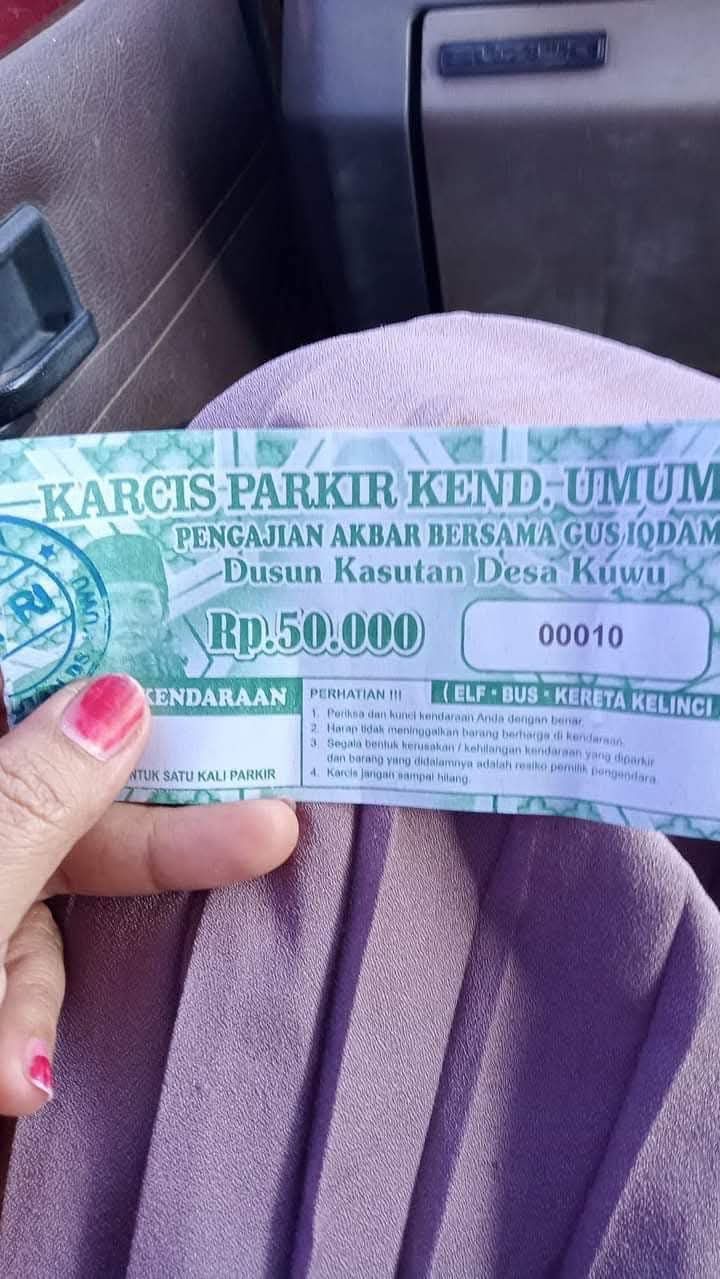 KARCIS PARKIR KEND. UMUM
PENGAJIAN AKBAR BERSAMA GUS IQDAM
Dusun Kasutan Desa Kuwu
Rp.50.000
00010
KENDARAAN
SATU KALI PARKIR
PERHATIAN !!!
( ELF - BUS - KERETA KELINCI
1. Periksa dan kunci kendaraan Anda dengan benar.
2. Harap tidak meninggalkan barang berharga di kendaraan.
3. Segala bentuk kerusakan / kehilangan kendaraan yang diparkir
dan barang yang didalamnya adalah resiko pemilik pengendara.
4. Karcis jangan sampai hilang.